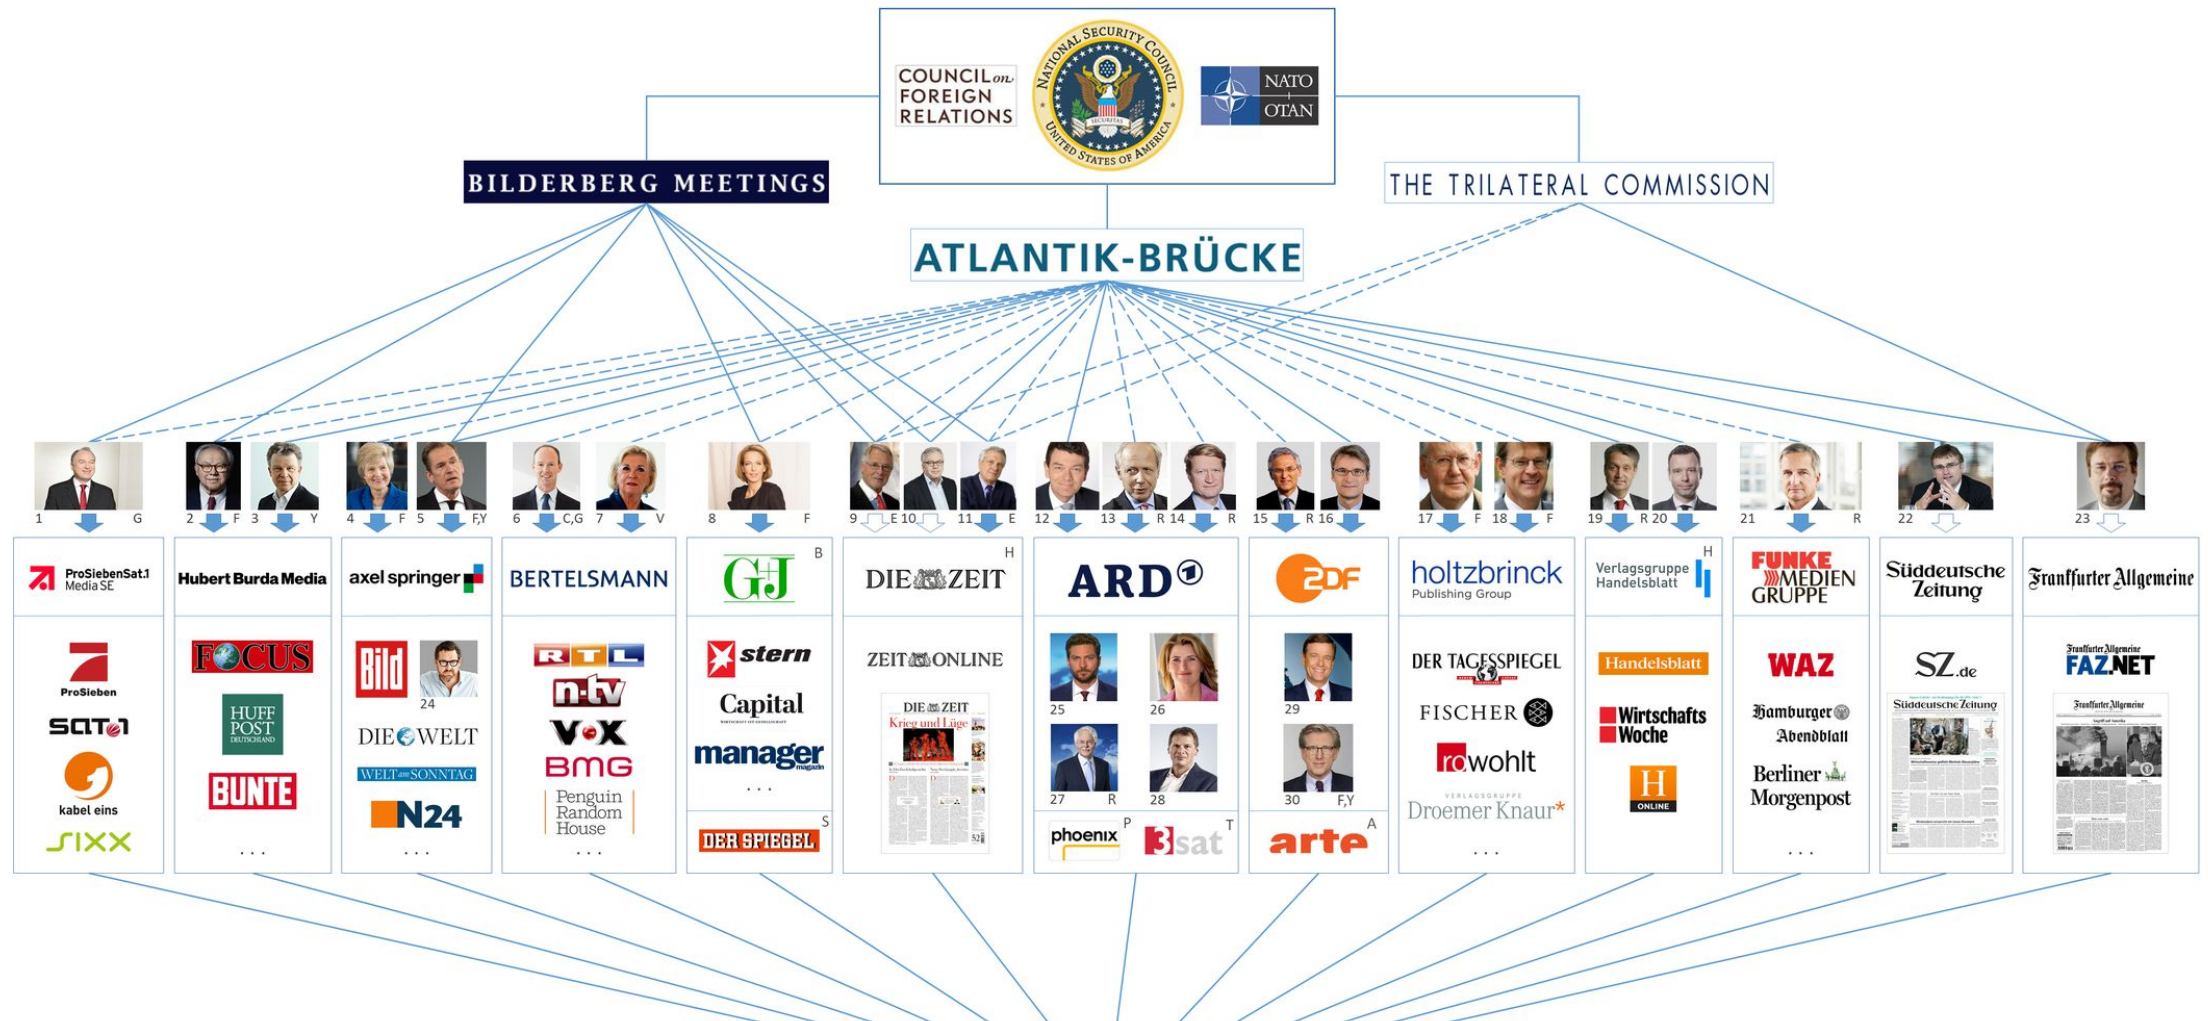 COUNCIL on
FOREIGN
RELATIONS
NATIONAL SECURITY COUNCIL
UNITED STATES OF AMERICA
NATO
OTAN
BILDERBERG MEETINGS
THE TRILATERAL COMMISSION
ATLANTIK-BRÜCKE
1 G
2 F 3 Y
4 F 5 F,Y
6 C,G 7 V
8 F
9 E 10 11 E
12 13 R 14 R
15 R 16
17 F 18 F
19 R 20
21 R
22
23
ProSiebenSat.1
Media SE
ProSieben
SAT.1
kabel eins
sixx
Hubert Burda Media
FOCUS
HUFF
POST
DEUTSCHLAND
BUNTE
. . .
axel springer
Bild
24
DIE WELT
WELT am SONNTAG
N24
. . .
BERTELSMANN
RTL
n-tv
VOX
BMG
Penguin
Random
House
. . .
B
G+J
stern
Capital
WIRTSCHAFT IST GESELLSCHAFT
manager
magazin
. . .
S
DER SPIEGEL
H
DIE ZEIT
ZEIT ONLINE
DIE ZEIT
Krieg und Lüge
ARD 1
25
26
27 R
28
P
phoenix
T
3sat
ZDF
29
30 F,Y
A
arte
holtzbrinck
Publishing Group
DER TAGESSPIEGEL
FISCHER
rowohlt
VERLAGSGRUPPE
Droemer Knaur*
. . .
H
Verlagsgruppe
Handelsblatt
Handelsblatt
Wirtschafts
Woche
H
ONLINE
FUNKE
MEDIEN
GRUPPE
WAZ
Hamburger
Abendblatt
Berliner
Morgenpost
. . .
Süddeutsche
Zeitung
SZ.de
Süddeutsche Zeitung
Frankfurter Allgemeine
Frankfurter Allgemeine
FAZ.NET
Frankfurter Allgemeine
Angriff auf Amerika